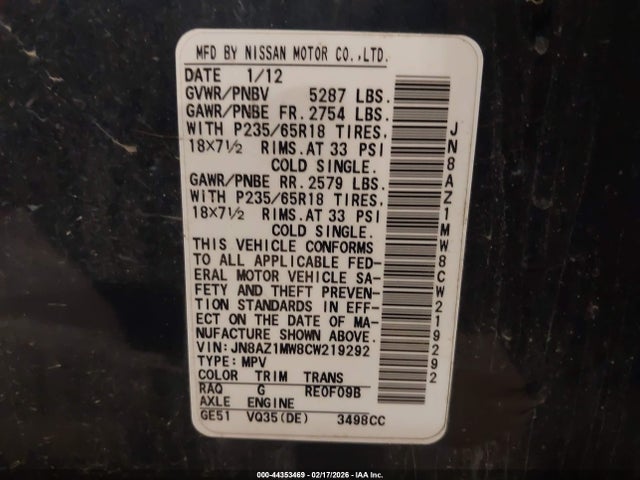 MFD BY NISSAN MOTOR CO.,LTD.
DATE 1/12
GVWR/PNBV 5287 LBS.
GAWR/PNBE FR. 2754 LBS.
WITH P235/65R18 TIRES.
18×7½ RIMS.AT 33 PSI
COLD SINGLE.
GAWR/PNBE RR. 2579 LBS.
WITH P235/65R18 TIRES.
18×7½ RIMS.AT 33 PSI
COLD SINGLE.
THIS VEHICLE CONFORMS
TO ALL APPLICABLE FED-
ERAL MOTOR VEHICLE SA-
FETY AND THEFT PREVEN-
TION STANDARDS IN EFF-
ECT ON THE DATE OF MA-
NUFACTURE SHOWN ABOVE.
VIN:JN8AZ1MW8CW219292
TYPE:MPV
COLOR TRIM TRANS
RAQ G RE0F09B
AXLE ENGINE
GE51 VQ35(DE) 3498CC
JN8AZ1MW8CW219292
000-44353469 - 02/17/2026 - IAA Inc.